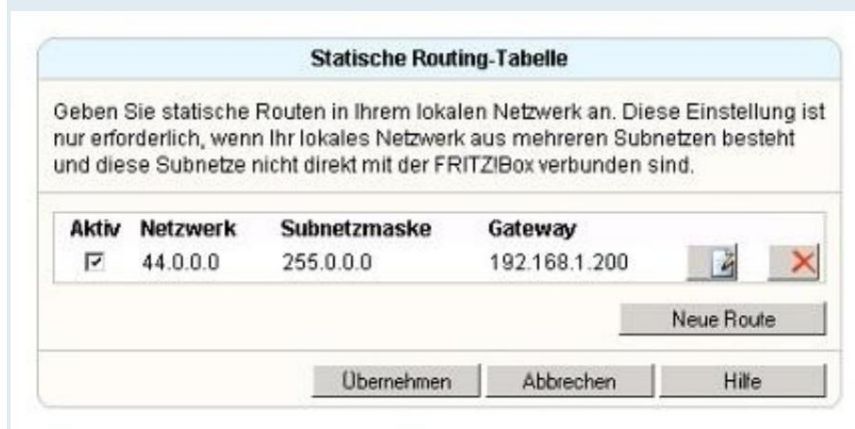 Statische Routing-Tabelle
Geben Sie statische Routen in Ihrem lokalen Netzwerk an. Diese Einstellung ist
nur erforderlich, wenn Ihr lokales Netzwerk aus mehreren Subnetzen besteht
und diese Subnetze nicht direkt mit der FRITZ!Box verbunden sind.
Aktiv Netzwerk Subnetzmaske Gateway
44.0.0.0 255.0.0.0 192.168.1.200
Neue Route
Übernehmen Abbrechen Hilfe